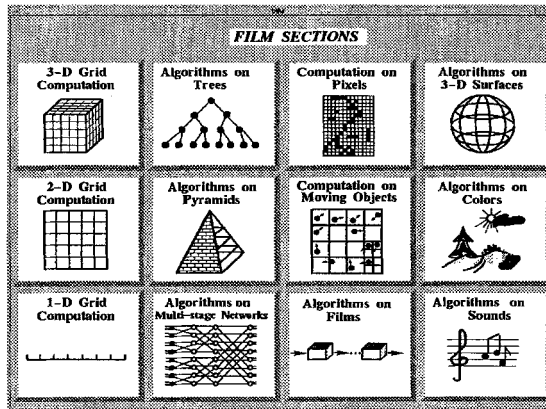 FILM SECTIONS
3-D Grid
Computation
Algorithms on
Trees
Computation on
Pixels
Algorithms on
3-D Surfaces
2-D Grid
Computation
Algorithms on
Pyramids
Computation on
Moving Objects
Algorithms on
Colors
1-D Grid
Computation
Algorithms on
Multi-stage Networks
Algorithms on
Films
Algorithms on
Sounds